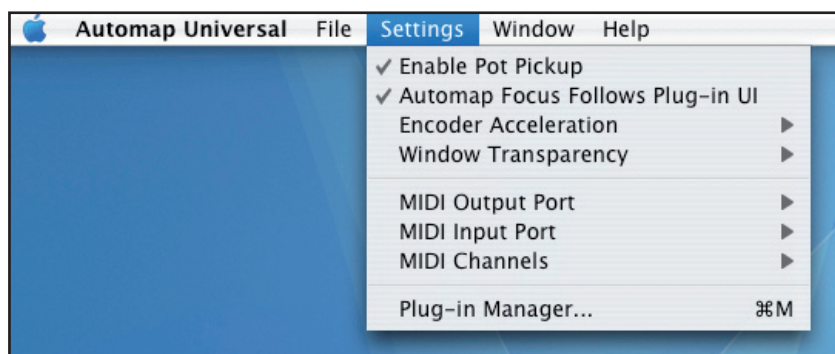 Automap Universal File Settings Window Help
✓ Enable Pot Pickup
✓ Automap Focus Follows Plug-in UI
Encoder Acceleration ▶
Window Transparency ▶
MIDI Output Port ▶
MIDI Input Port ▶
MIDI Channels ▶
Plug-in Manager... ⌘M